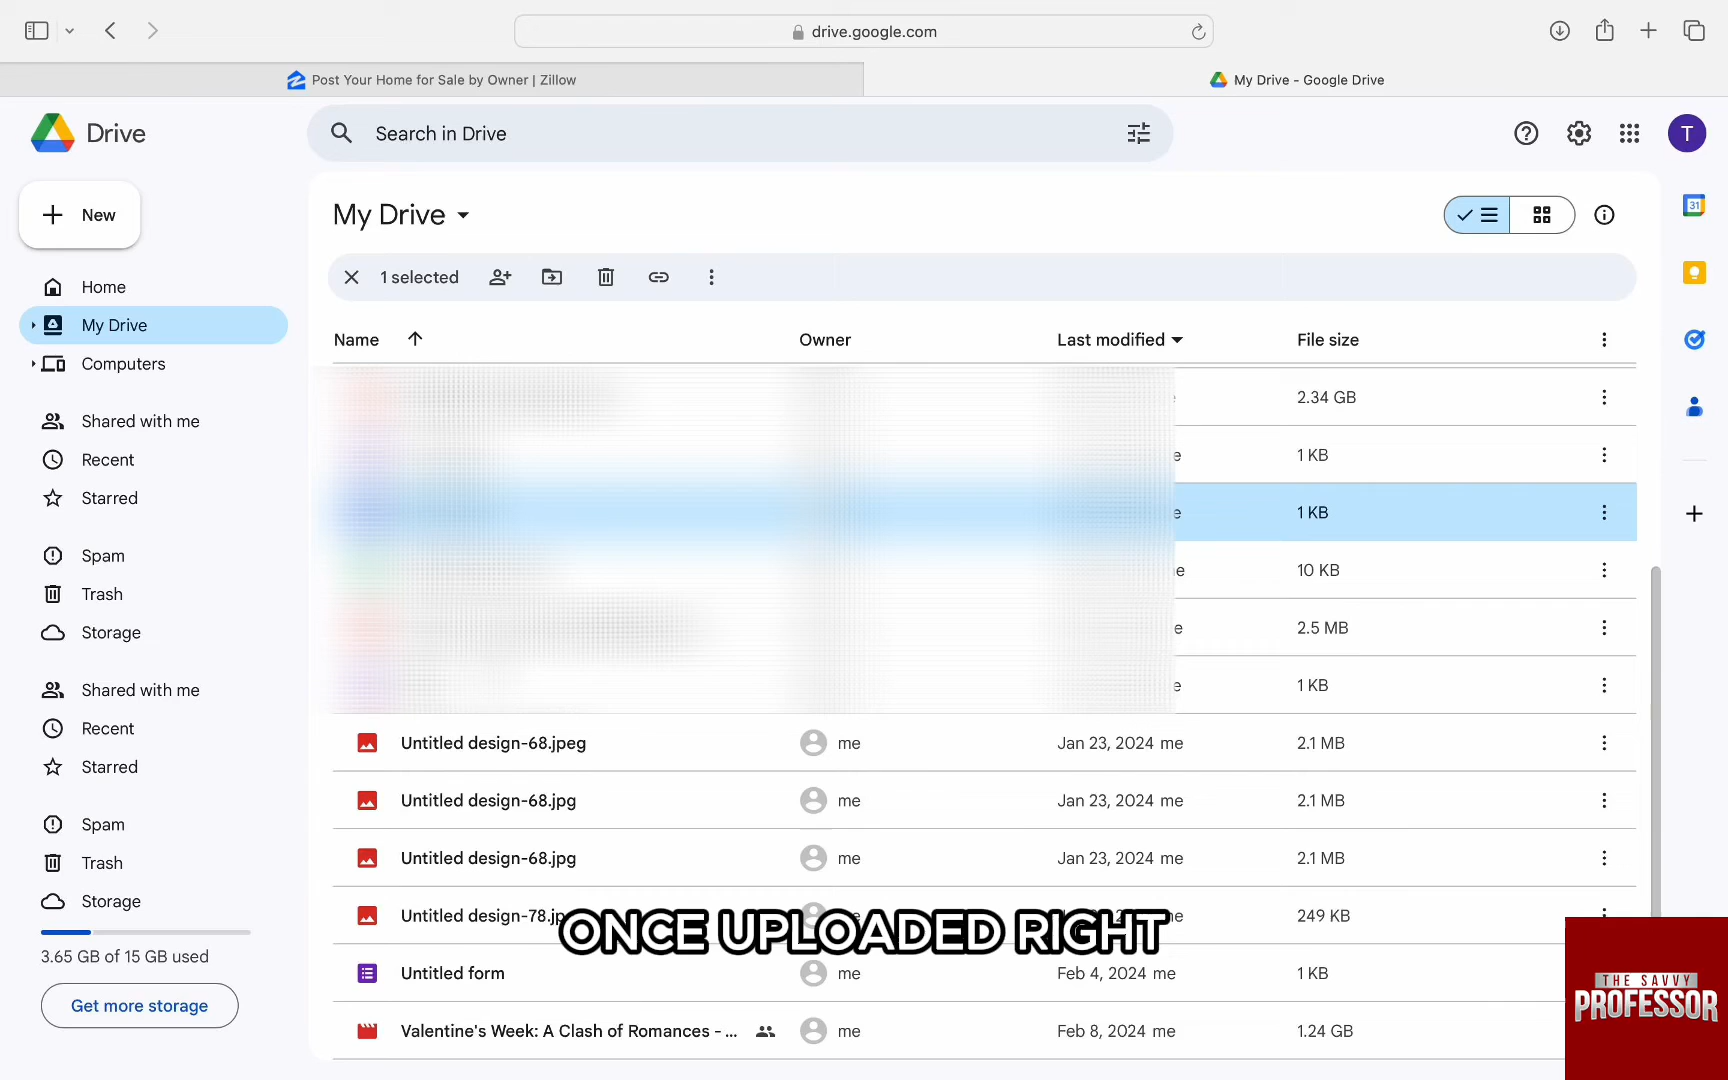 drive.google.com
Post Your Home for Sale by Owner | Zillow
My Drive - Google Drive
Drive
Search in Drive
T
New
My Drive
31
1 selected
Home
My Drive
Computers
Name
Owner
Last modified
File size
2.34 GB
Shared with me
Recent
e
1 KB
Starred
e
1 KB
Spam
e
10 KB
Trash
Storage
e
2.5 MB
Shared with me
e
1 KB
Recent
Untitled design-68.jpeg
me
Jan 23, 2024 me
2.1 MB
Starred
Untitled design-68.jpg
me
Jan 23, 2024 me
2.1 MB
Spam
Trash
Untitled design-68.jpg
me
Jan 23, 2024 me
2.1 MB
Storage
Untitled design-78.jp
249 KB
ONCE UPLOADED RIGHT
3.65 GB of 15 GB used
Untitled form
me
Feb 4, 2024 me
1 KB
Get more storage
Valentine's Week: A Clash of Romances - ...
me
Feb 8, 2024 me
1.24 GB
THE SAVVY
PROFESSOR